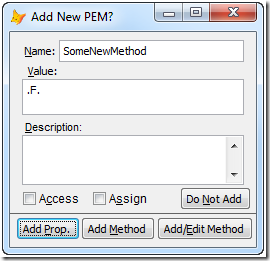 Add New PEM?
Name: SomeNewMethod
Value:
.F.
Description:
Access Assign Do Not Add
Add Prop. Add Method Add/Edit Method